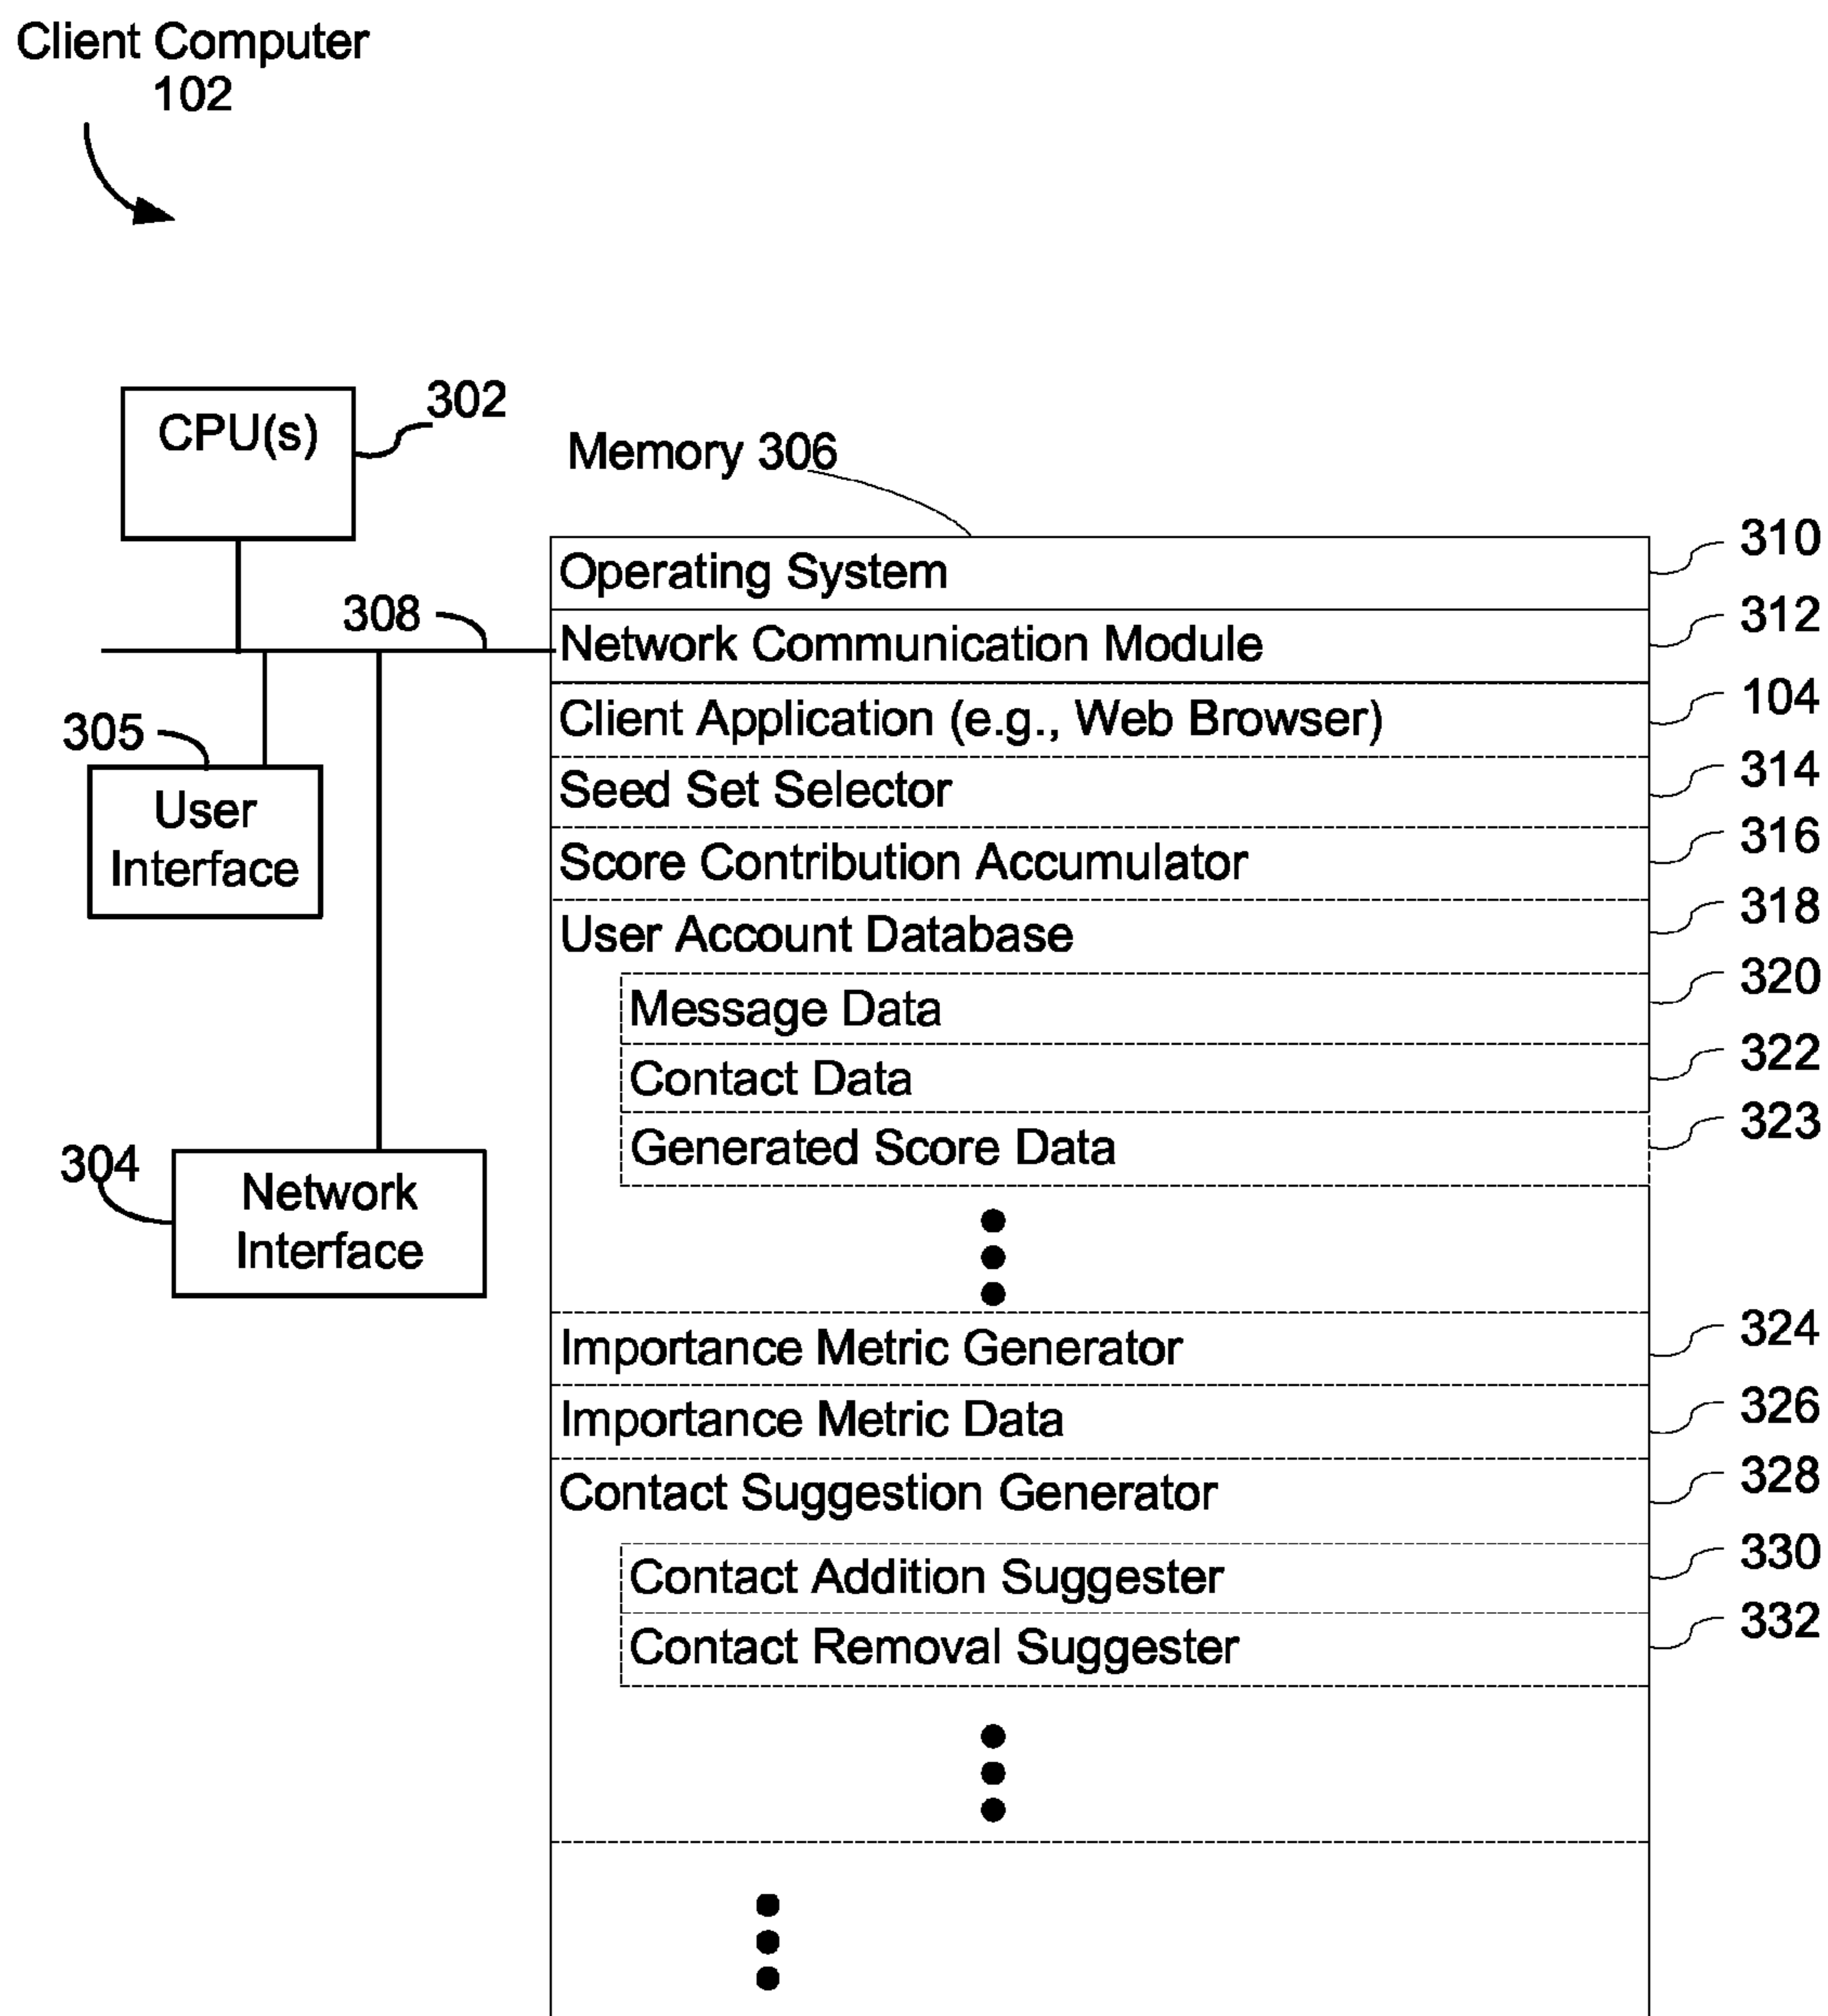 Client Computer
102
CPU(s)
302
Memory 306
308
305
User
Interface
304
Network
Interface
Operating System
310
Network Communication Module
312
Client Application (e.g., Web Browser)
104
Seed Set Selector
314
Score Contribution Accumulator
316
User Account Database
318
Message Data
320
Contact Data
322
Generated Score Data
323
Importance Metric Generator
324
Importance Metric Data
326
Contact Suggestion Generator
328
Contact Addition Suggester
330
Contact Removal Suggester
332